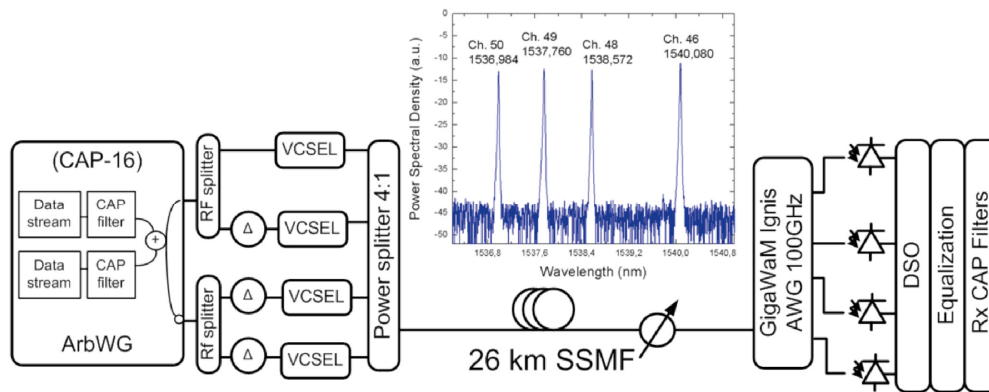 (CAP-16)
Data stream
CAP filter
+
Data stream
CAP filter
ArbWG
RF splitter
Rf splitter
Δ
Δ
Δ
VCSEL
VCSEL
VCSEL
VCSEL
Power splitter 4:1
Power Spectral Density (a.u.)
0
-5
-10
-15
-20
-25
-30
-35
-40
-45
-50
Ch. 50
1536,984
Ch. 49
1537,760
Ch. 48
1538,572
Ch. 46
1540,080
1536,8
1537,6
1538,4
1539,2
1540,0
1540,8
Wavelength (nm)
26 km SSMF
GigaWaM Ignis
AWG 100GHz
DSO
Equalization
Rx CAP Filters